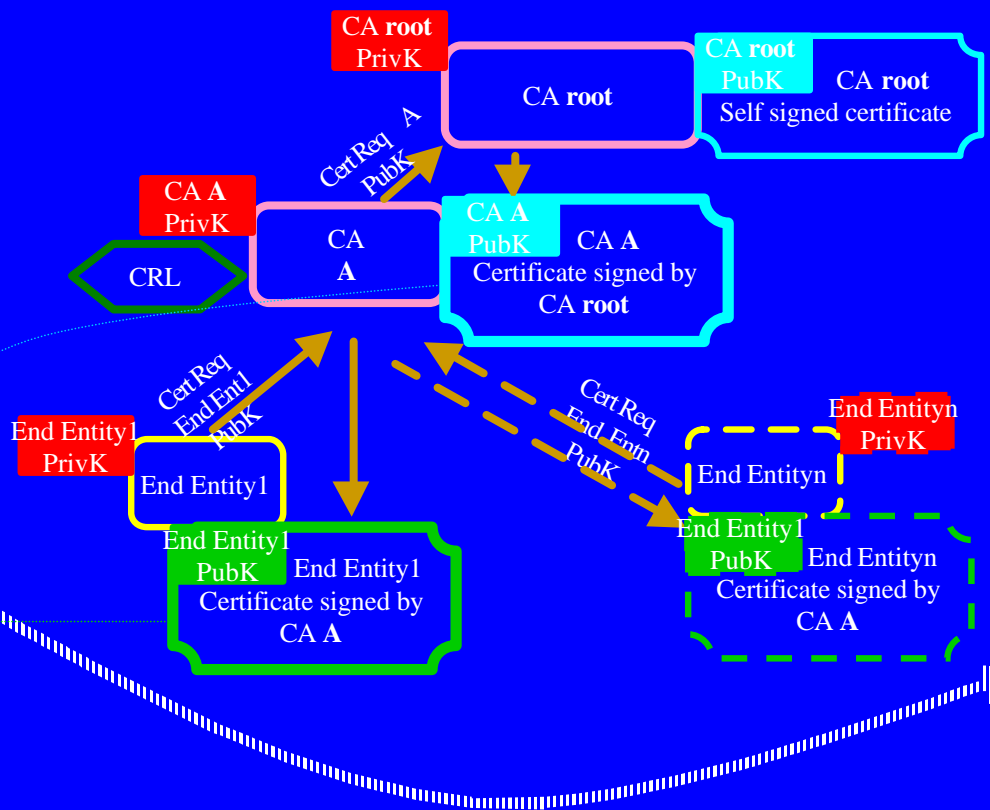 CA root
PrivK
CA root
CA root
PubK
CA root
Self signed certificate
Cert Req A
PubK
CA A
PrivK
CA
A
CA A
PubK
CA A
Certificate signed by
CA root
CRL
Cert Req
End Ent1
PubK
Cert Req
End Entn
PubK
End Entity1
PrivK
End Entity1
End Entityn
PrivK
End Entityn
End Entity1
PubK
End Entity1
Certificate signed by
CA A
End Entity1
PubK
End Entityn
Certificate signed by
CA A